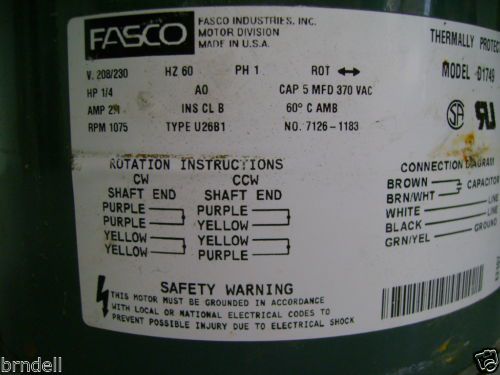 FASCO
FASCO INDUSTRIES, INC.
MOTOR DIVISION
MADE IN U.S.A.
THERMALLY PROTEC
V. 208/230 HZ 60 PH 1 ROT
MODEL D1749
HP 1/4 AO CAP 5 MFD 370 VAC
AMP 2.1 INS CL B 60° C AMB
RPM 1075 TYPE U26B1 NO. 7126-1183
ROTATION INSTRUCTIONS
CW CCW
SHAFT END SHAFT END
PURPLE PURPLE
PURPLE YELLOW
YELLOW YELLOW
YELLOW PURPLE
CONNECTION DIAGRAM
BROWN CAPACITOR
BRN/WHT
WHITE LINE
BLACK LINE
GRN/YEL GROUND
SAFETY WARNING
THIS MOTOR MUST BE GROUNDED IN ACCORDANCE
WITH LOCAL OR NATIONAL ELECTRICAL CODES TO
PREVENT POSSIBLE INJURY DUE TO ELECTRICAL SHOCK
brndell